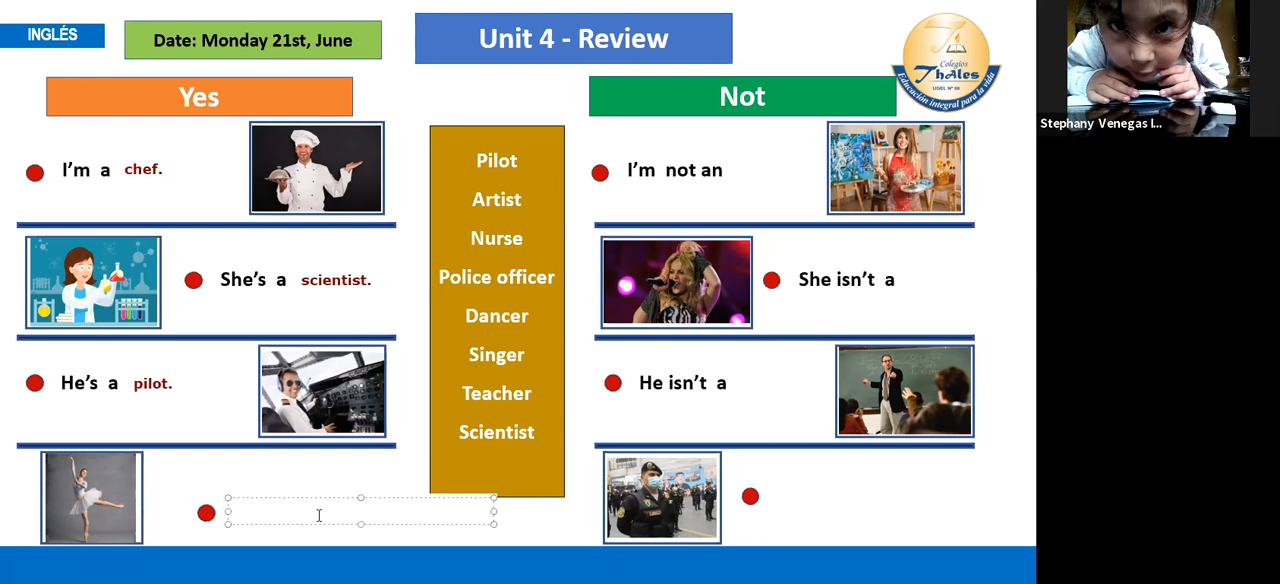 INGLÉS
Date: Monday 21st, June
Unit 4 - Review
Colegios
Thales
UGEL Nº 06
Educación integral para la vida
Stephany Venegas I...
Yes
Not
I'm a chef.
She's a scientist.
He's a pilot.
Pilot
Artist
Nurse
Police officer
Dancer
Singer
Teacher
Scientist
I'm not an
She isn't a
He isn't a